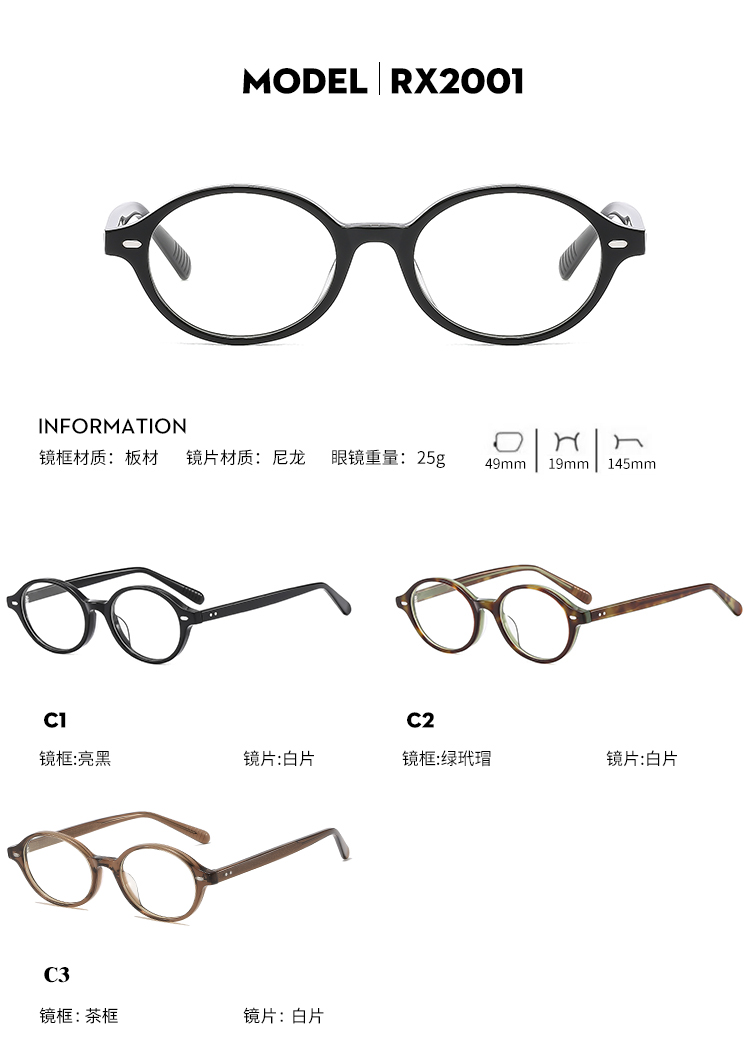 MODEL | RX2001
INFORMATION
镜框材质：板材 镜片材质：尼龙 眼镜重量：25g
49mm 19mm 145mm
C1 C2
镜框:亮黑 镜片:白片 镜框:绿玳瑁 镜片:白片
C3
镜框：茶框 镜片：白片